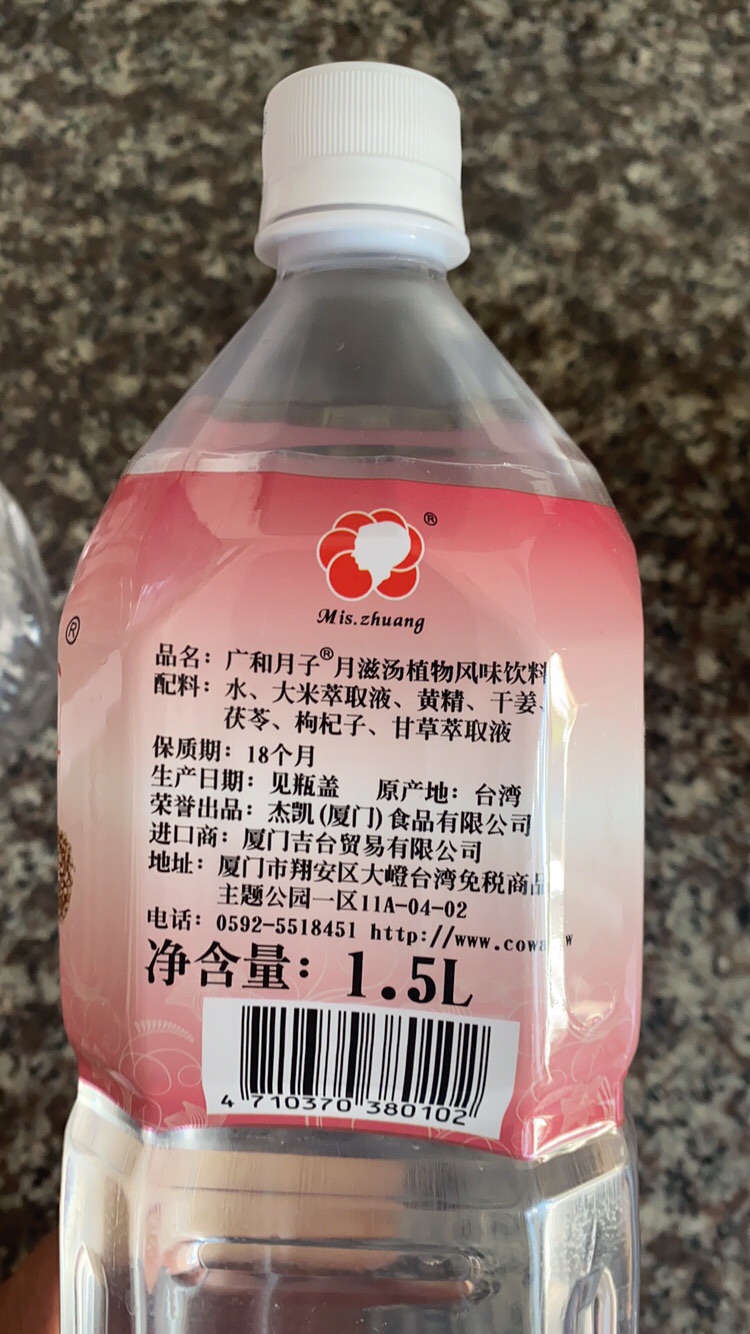 ®
Mis.zhuang
®
品名：广和月子®月滋汤植物风味饮料
配料：水、大米萃取液、黄精、干姜、
茯苓、枸杞子、甘草萃取液
保质期：18个月
生产日期：见瓶盖 原产地：台湾
荣誉出品：杰凯(厦门)食品有限公司
进口商：厦门吉台贸易有限公司
地址：厦门市翔安区大嶝台湾免税商品
主题公园一区11A-04-02
电话：0592-5518451
净含量：1.5L
4 710370 380102